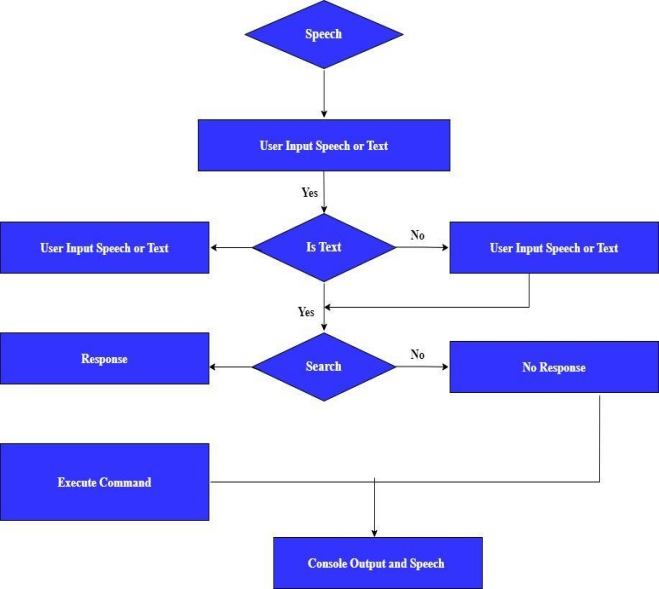 Speech
User Input Speech or Text
Yes
User Input Speech or Text
Is Text
No
User Input Speech or Text
Yes
Response
Search
No
No Response
Execute Command
Console Output and Speech